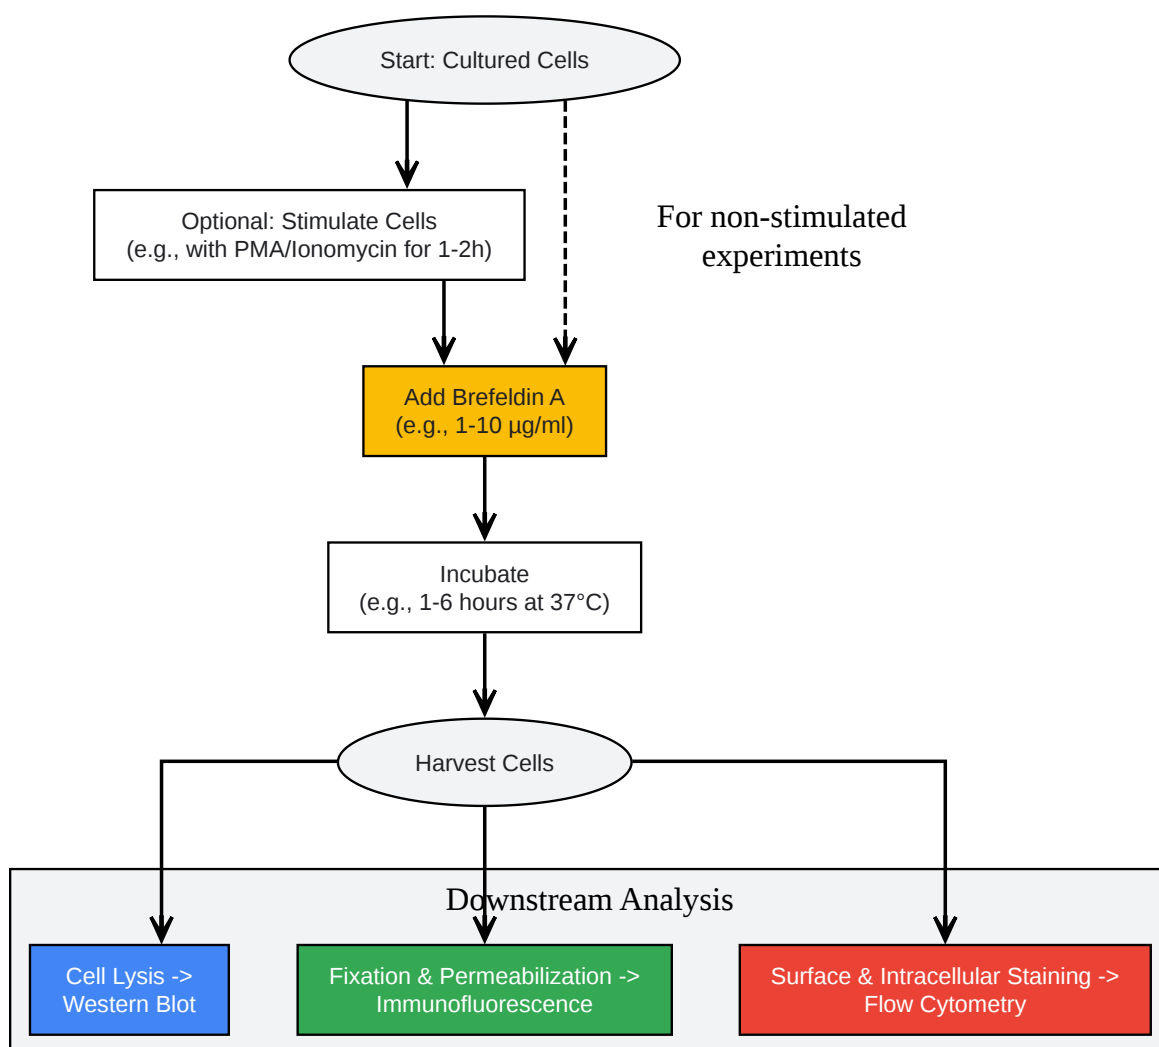 Start: Cultured Cells
Optional: Stimulate Cells
(e.g., with PMA/Ionomycin for 1-2h)
For non-stimulated
experiments
Add Brefeldin A
(e.g., 1-10 µg/ml)
Incubate
(e.g., 1-6 hours at 37°C)
Harvest Cells
Downstream Analysis
Cell Lysis ->
Western Blot
Fixation & Permeabilization ->
Immunofluorescence
Surface & Intracellular Staining ->
Flow Cytometry